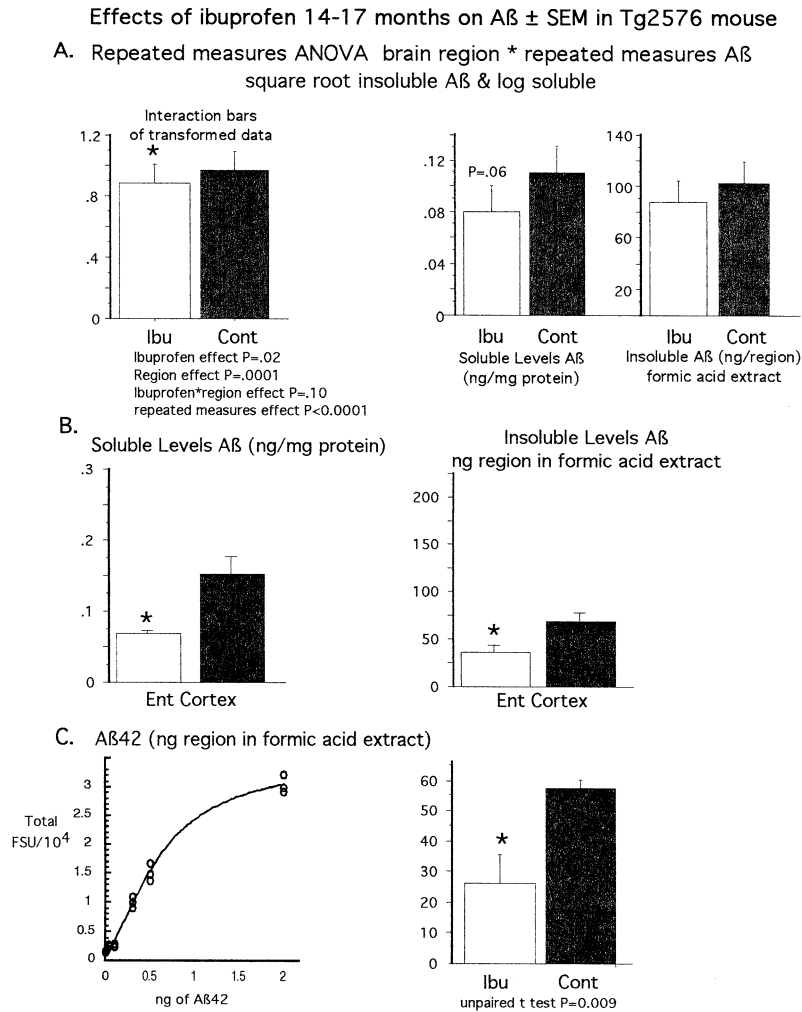 Effects of ibuprofen 14-17 months on Aß ± SEM in Tg2576 mouse
A. Repeated measures ANOVA brain region * repeated measures Aß
square root insoluble Aß & log soluble
Interaction bars
of transformed data
1.2
.8
.4
0
*
Ibu Cont
Ibuprofen effect P=.02
Region effect P=.0001
Ibuprofen*region effect P=.10
repeated measures effect P<0.0001
.12
.08
.04
0
P=.06
Ibu Cont
Soluble Levels Aß
(ng/mg protein)
140
100
60
20
Ibu Cont
Insoluble Aß (ng/region)
formic acid extract
B.
Soluble Levels Aß (ng/mg protein)
.3
.2
.1
0
*
Ent Cortex
Insoluble Levels Aß
ng region in formic acid extract
200
150
100
50
0
*
Ent Cortex
C. Aß42 (ng region in formic acid extract)
Total
FSU/10⁴
3
2.5
2
1.5
1
0.5
0
0 0.5 1 1.5 2
ng of Aß42
60
50
40
30
20
10
0
*
Ibu Cont
unpaired t test P=0.009